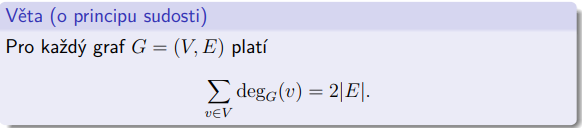 Věta (o principu sudosti)
Pro každý graf G = (V, E) platí
∑_{v∈V} deg_G(v) = 2|E|.